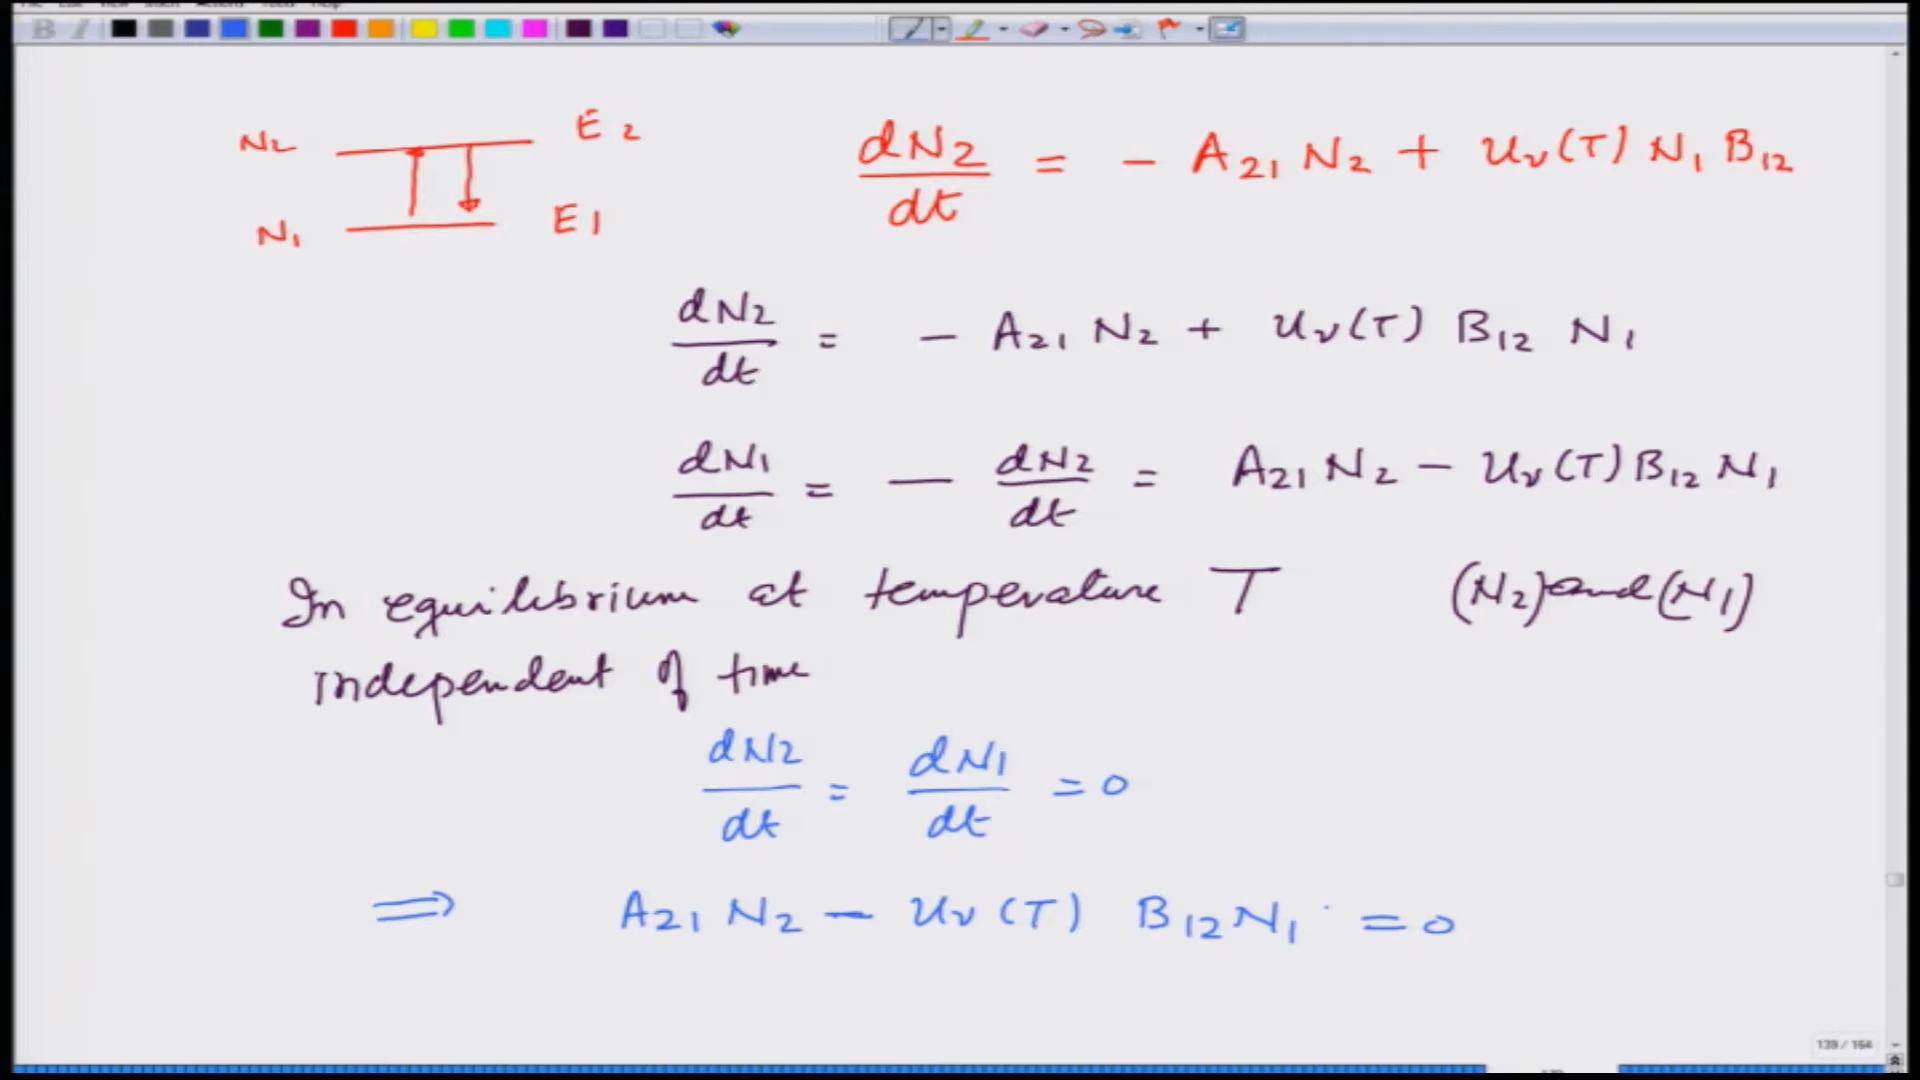 N2 E2
N1 E1
dN2/dt = - A21 N2 + Uν(T) N1 B12
dN2/dt = - A21 N2 + Uν(T) B12 N1
dN1/dt = - dN2/dt = A21 N2 - Uν(T) B12 N1
In equilibrium at temperature T (N2) and (N1)
independent of time
dN2/dt = dN1/dt = 0
⇒ A21 N2 - Uν(T) B12 N1 = 0